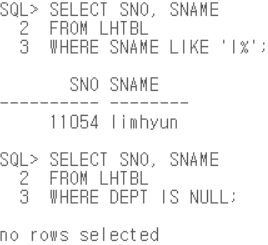 SQL> SELECT SNO, SNAME
2 FROM LHTBL
3 WHERE SNAME LIKE 'l%';
SNO SNAME
---------- --------
11054 limhyun
SQL> SELECT SNO, SNAME
2 FROM LHTBL
3 WHERE DEPT IS NULL;
no rows selected